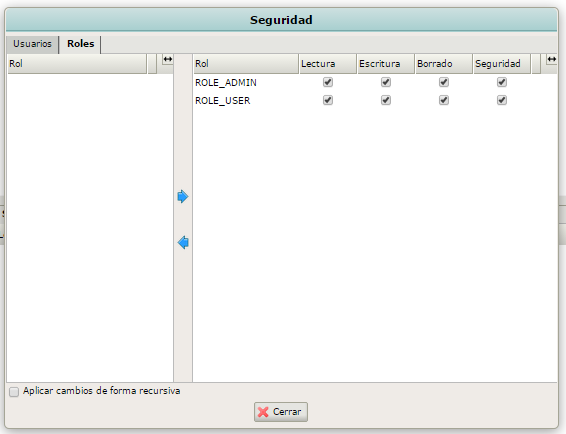 Seguridad
Usuarios Roles
Rol Rol Lectura Escritura Borrado Seguridad
ROLE_ADMIN
ROLE_USER
Aplicar cambios de forma recursiva
Cerrar